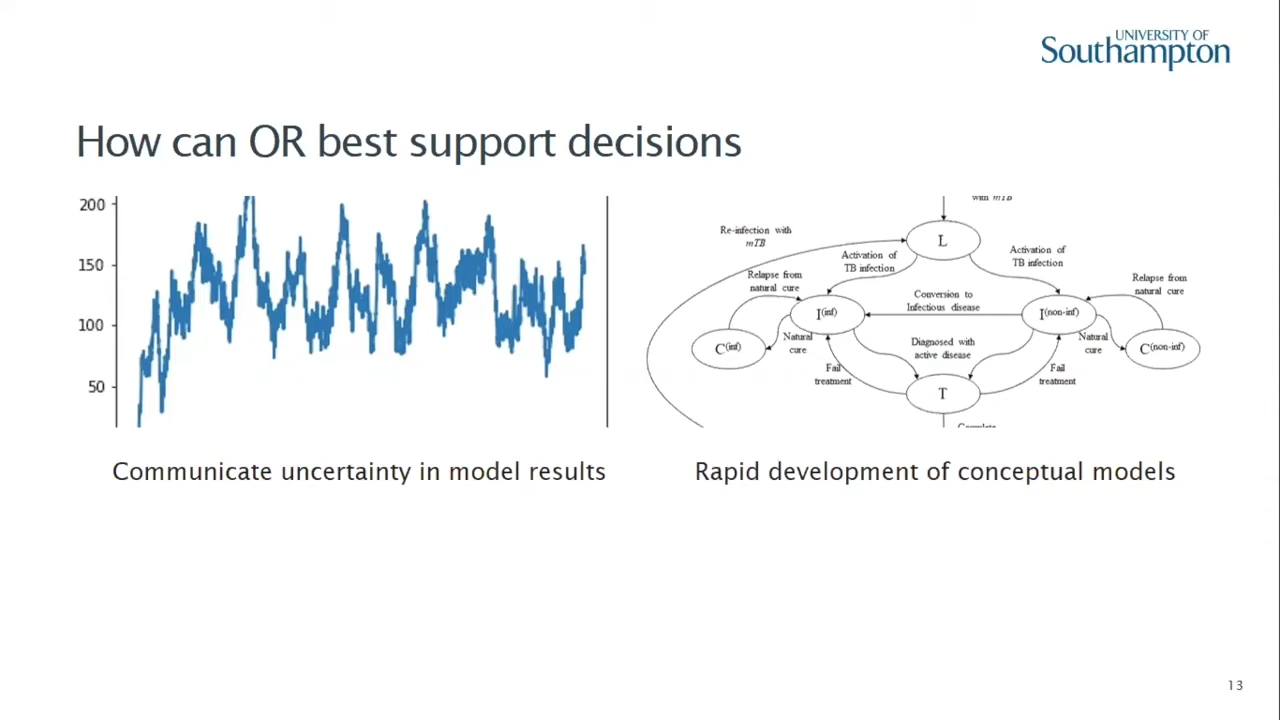 UNIVERSITY OF
Southampton
How can OR best support decisions
200
150
100
50
with mTB
Re-infection with
mTB
L
Activation of
TB infection
Activation of
TB infection
Relapse from
natural cure
Relapse from
natural cure
Conversion to
Infectious disease
I(inf)
I(non-inf)
Natural
cure
Natural
cure
C(inf)
C(non-inf)
Diagnosed with
active disease
Fail
treatment
Fail
treatment
T
Complete
Communicate uncertainty in model results
Rapid development of conceptual models
13